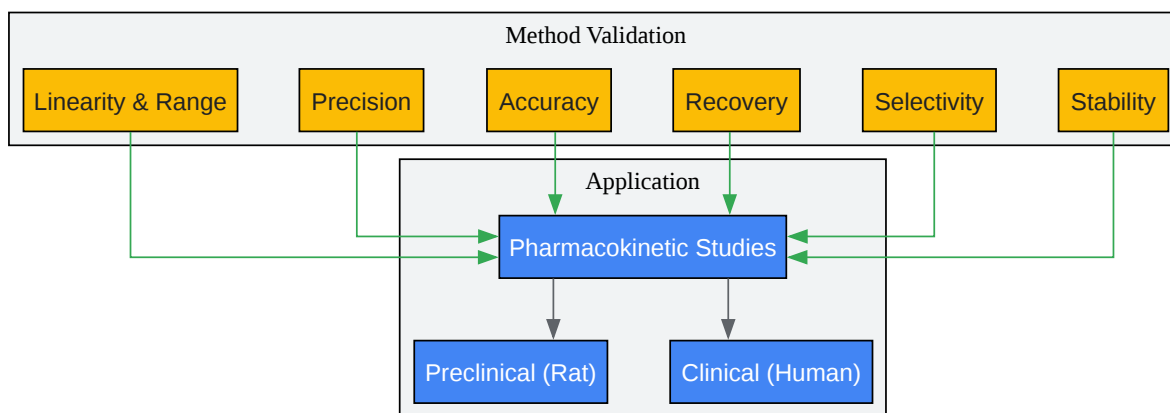 Method Validation
Linearity & Range
Precision
Accuracy
Recovery
Selectivity
Stability
Application
Pharmacokinetic Studies
Preclinical (Rat)
Clinical (Human)